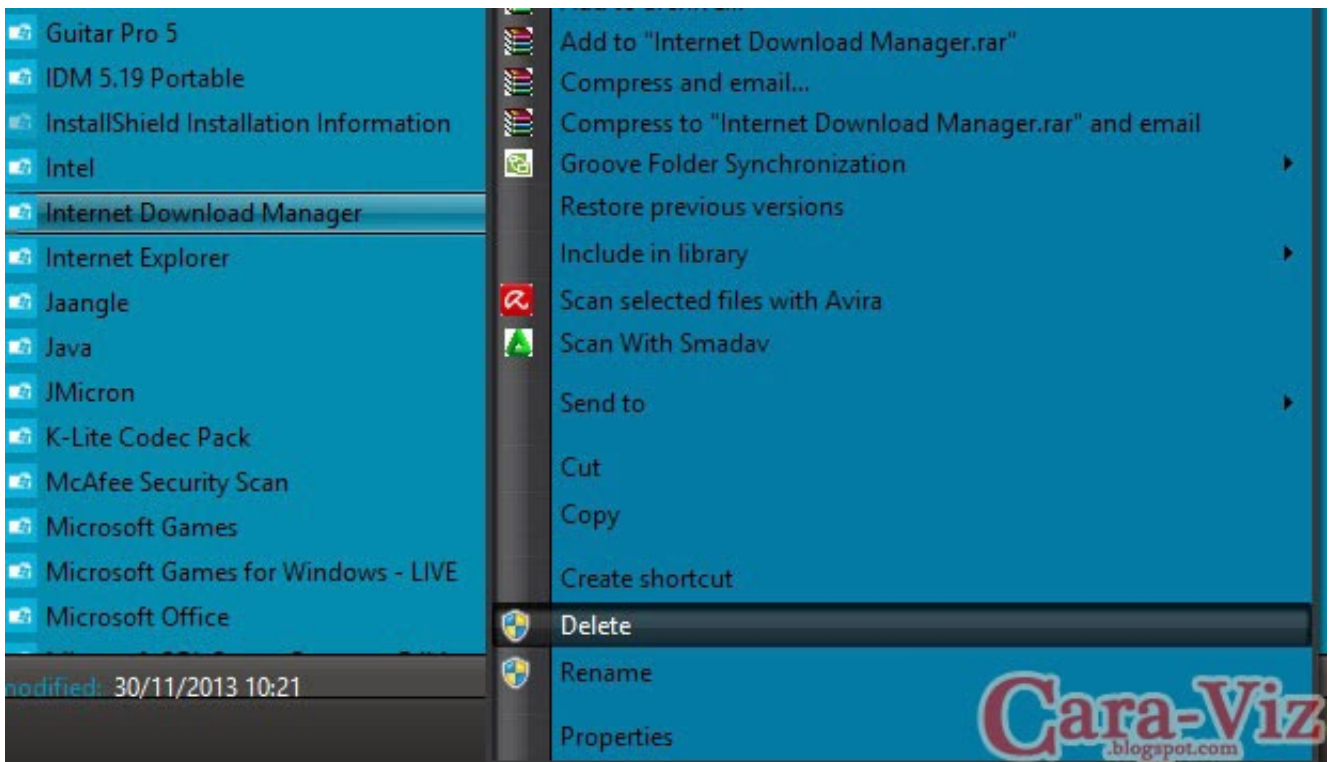 Guitar Pro 5
IDM 5.19 Portable
InstallShield Installation Information
Intel
Internet Download Manager
Internet Explorer
Jaangle
Java
JMicron
K-Lite Codec Pack
McAfee Security Scan
Microsoft Games
Microsoft Games for Windows - LIVE
Microsoft Office
modified: 30/11/2013 10:21
Add to "Internet Download Manager.rar"
Compress and email...
Compress to "Internet Download Manager.rar" and email
Groove Folder Synchronization
Restore previous versions
Include in library
Scan selected files with Avira
Scan With Smadav
Send to
Cut
Copy
Create shortcut
Delete
Rename
Properties
Cara-Viz
.blogspot.com